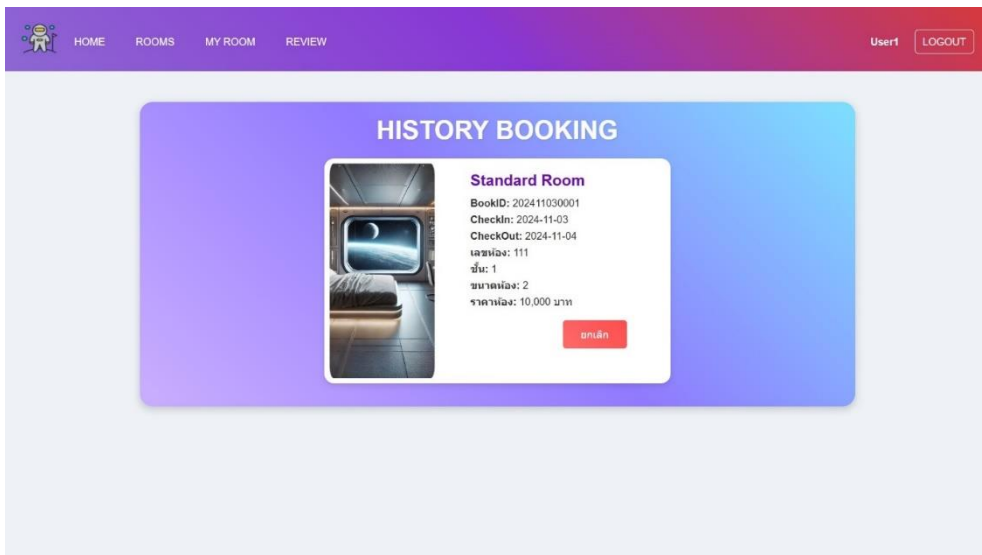 HOME ROOMS MY ROOM REVIEW User1 LOGOUT
HISTORY BOOKING
Standard Room
BookID: 202411030001
CheckIn: 2024-11-03
CheckOut: 2024-11-04
เลขห้อง: 111
ชั้น: 1
ขนาดห้อง: 2
ราคาห้อง: 10,000 บาท
ยกเลิก